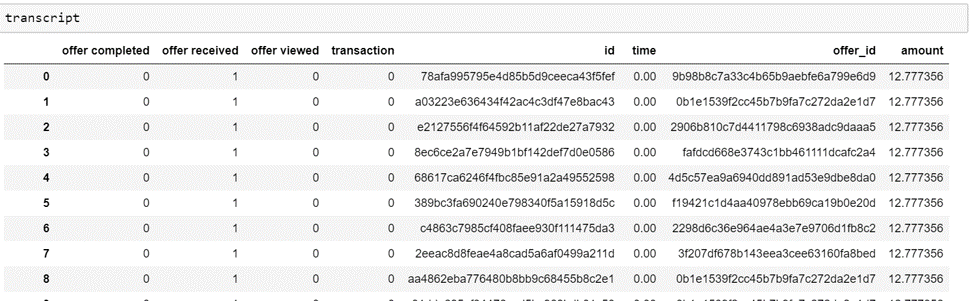 transcript
offer completed offer received offer viewed transaction id time offer_id amount
0 0 1 0 0 78afa995795e4d85b5d9ceeca43f5fef 0.00 9b98b8c7a33c4b65b9aebfe6a799e6d9 12.777356
1 0 1 0 0 a03223e636434f42ac4c3df47e8bac43 0.00 0b1e1539f2cc45b7b9fa7c272da2e1d7 12.777356
2 0 1 0 0 e2127556f4f64592b11af22de27a7932 0.00 2906b810c7d4411798c6938adc9daaa5 12.777356
3 0 1 0 0 8ec6ce2a7e7949b1bf142def7d0e0586 0.00 fafdcd668e3743c1bb461111dcafc2a4 12.777356
4 0 1 0 0 68617ca6246f4fbc85e91a2a49552598 0.00 4d5c57ea9a6940dd891ad53e9dbe8da0 12.777356
5 0 1 0 0 389bc3fa690240e798340f5a15918d5c 0.00 f19421c1d4aa40978ebb69ca19b0e20d 12.777356
6 0 1 0 0 c4863c7985cf408faee930f111475da3 0.00 2298d6c36e964ae4a3e7e9706d1fb8c2 12.777356
7 0 1 0 0 2eeac8d8feae4a8cad5a6af0499a211d 0.00 3f207df678b143eea3cee63160fa8bed 12.777356
8 0 1 0 0 aa4862eba776480b8bb9c68455b8c2e1 0.00 0b1e1539f2cc45b7b9fa7c272da2e1d7 12.777356